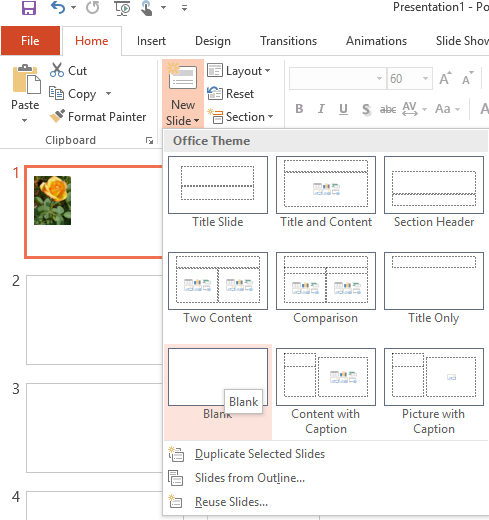 Presentation1 - Po
File Home Insert Design Transitions Animations Slide Show
Cut
Copy
Format Painter
Paste
Clipboard
New
Slide
Layout
Reset
Section
60
B I U S abc AV Aa A
Office Theme
Title Slide Title and Content Section Header
Two Content Comparison Title Only
Blank
Blank Content with Caption Picture with Caption
Duplicate Selected Slides
Slides from Outline...
Reuse Slides...
1
2
3
4